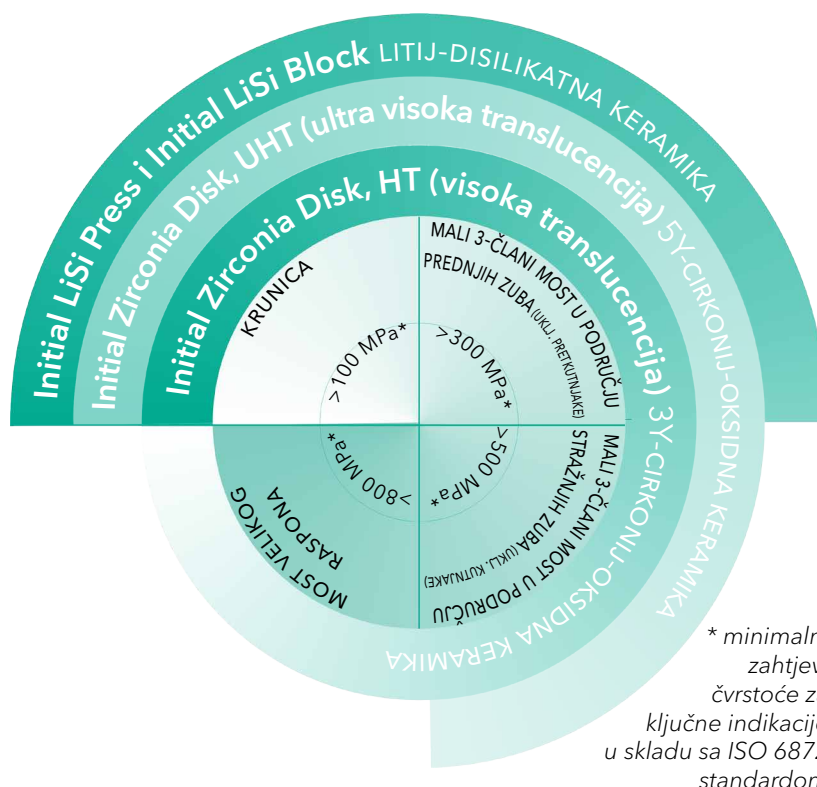 Initial LiSi Press i Initial LiSi Block LITIJ-DISILIKATNA KERAMIKA
Initial Zirconia Disk, UHT (ultra visoka translucencija) 5Y-CIRKONIJ-OKSIDNA KERAMIKA
Initial Zirconia Disk, HT (visoka translucencija) 3Y-CIRKONIJ-OKSIDNA KERAMIKA
KRUNICA
>100 MPa*
MALI 3-ČLANI MOST U PODRUČJU
PREDNJIH ZUBA (UKLJ. PRETKUTNJAKE)
>300 MPa*
MALI 3-ČLANI MOST U PODRUČJU
STRAŽNJIH ZUBA (UKLJ. KUTNJAKE)
>500 MPa*
MOST VELIKOG
RASPONA
>800 MPa*
* minimaln
zahtjev
čvrstoće z
ključne indikacije
u skladu sa ISO 6872
standardom